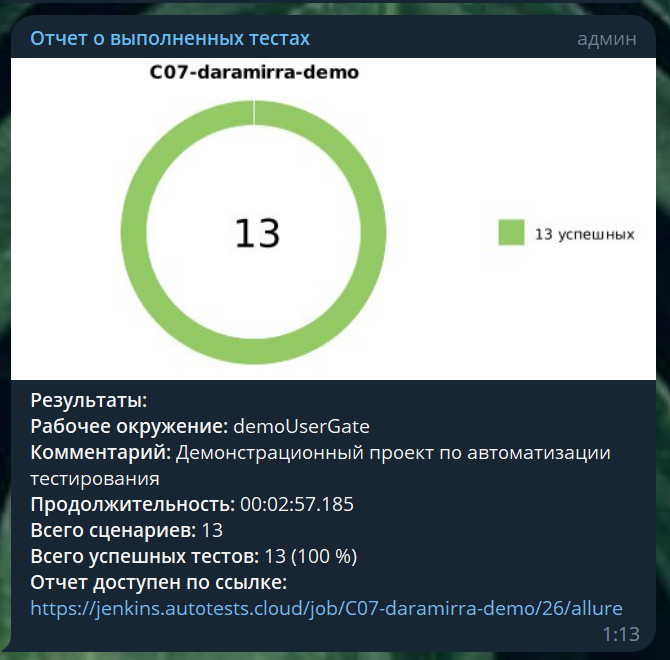 Отчет о выполненных тестах админ
C07-daramirra-demo
13
13 успешных
Результаты:
Рабочее окружение: demoUserGate
Комментарий: Демонстрационный проект по автоматизации
тестирования
Продолжительность: 00:02:57.185
Всего сценариев: 13
Всего успешных тестов: 13 (100 %)
Отчет доступен по ссылке:
https://jenkins.autotests.cloud/job/C07-daramirra-demo/26/allure
1:13